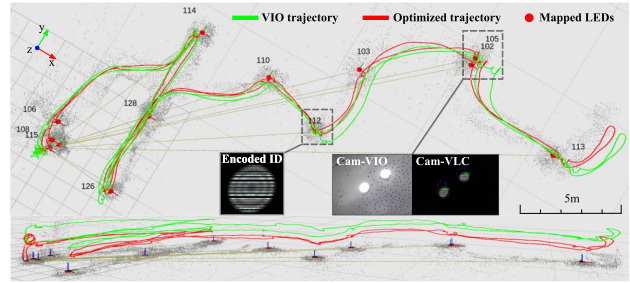 114
VIO trajectory
Optimized trajectory
Mapped LEDs
y
z
x
105
102
103
110
106
108
115
128
112
113
126
Encoded ID
Cam-VIO
Cam-VLC
5m